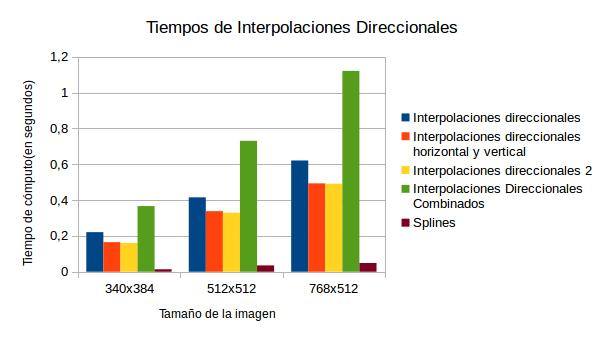 Tiempos de Interpolaciones Direccionales
Tiempo de cómputo(en segundos)
1,2
1
0,8
0,6
0,4
0,2
0
340x384
512x512
768x512
Tamaño de la imagen
Interpolaciones direccionales
Interpolaciones direccionales
horizontal y vertical
Interpolaciones direccionales 2
Interpolaciones Direccionales
Combinados
Splines